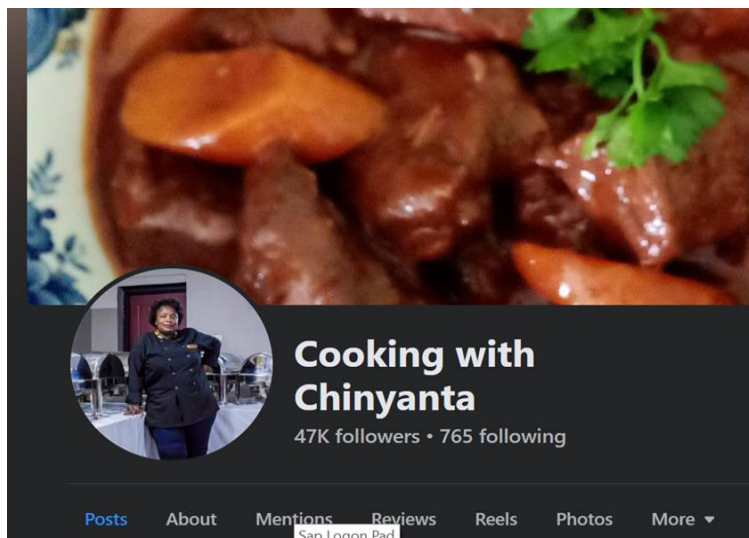 Cooking with
Chinyanta
47K followers • 765 following
Posts About Mentions Reviews Reels Photos More
Sap Logon Pad